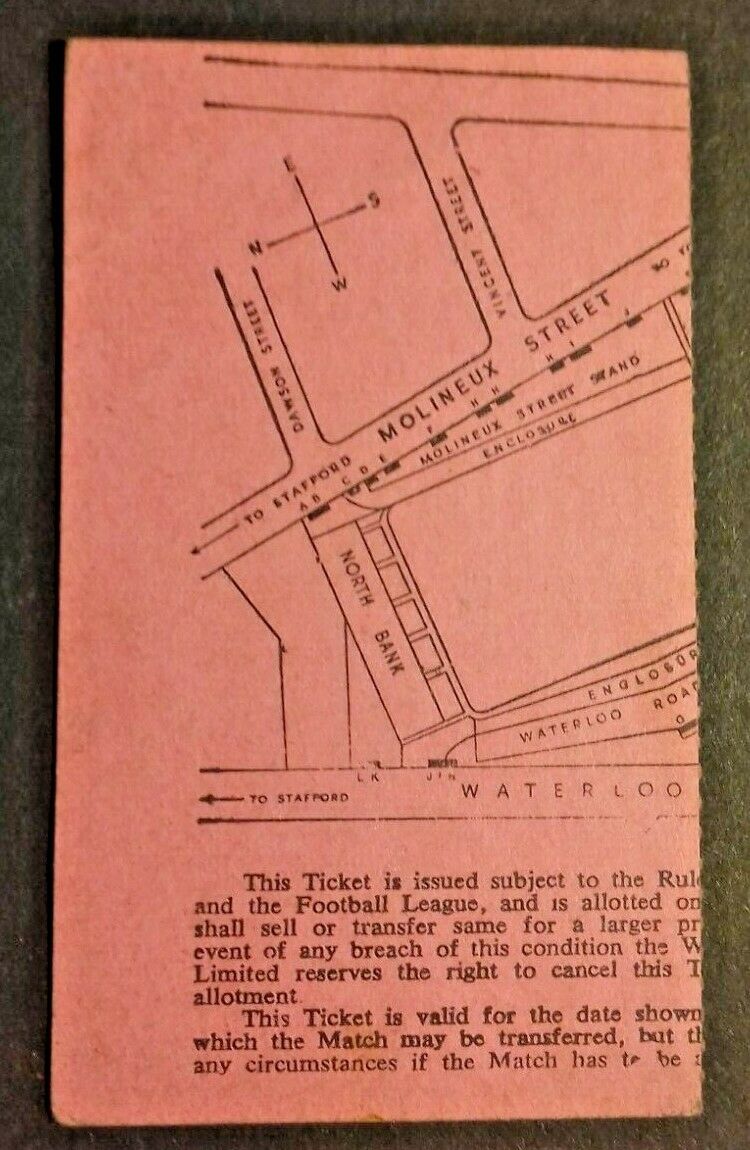 E
S
N
W
VINCENT STREET
DAWSON STREET
MOLINEUX STREET
TO
TO STAFFORD
A B C D E F
H I J
MOLINEUX STREET STAND
ENCLOSURE
NORTH BANK
ENGLOSUR
WATERLOO ROAD
G
L K
TO STAFFORD
WATERLOO
This Ticket is issued subject to the Rul
and the Football League, and is allotted on
shall sell or transfer same for a larger pr
event of any breach of this condition the W
Limited reserves the right to cancel this T
allotment
This Ticket is valid for the date shown
which the Match may be transferred, but th
any circumstances if the Match has to be a